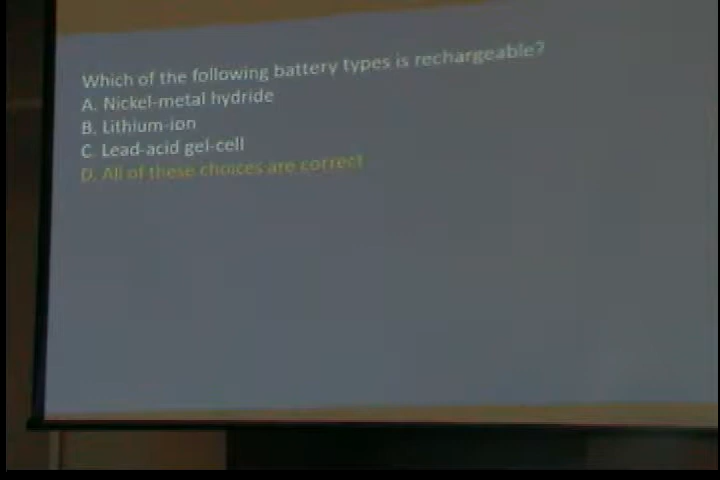 Which of the following battery types is rechargeable?
A. Nickel-metal hydride
B. Lithium-ion
C. Lead-acid gel-cell
D. All of these choices are correct